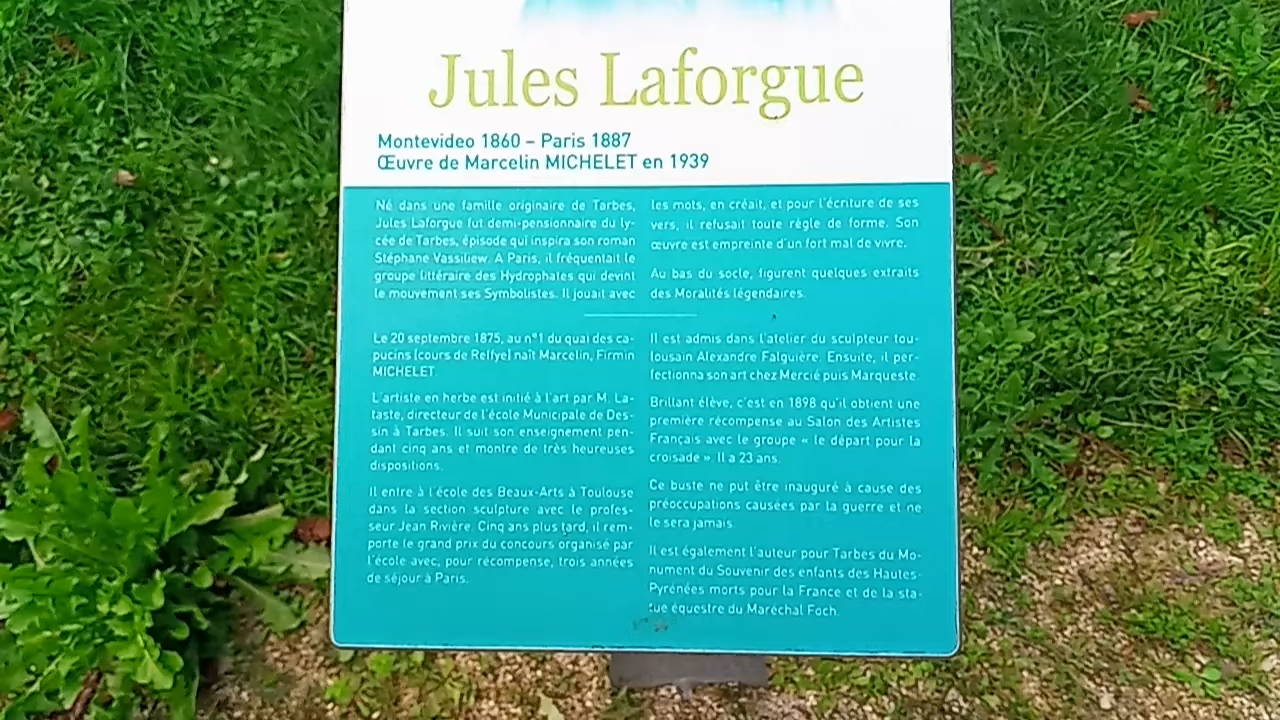 Jules Laforgue
Montevideo 1860 – Paris 1887
Œuvre de Marcelin MICHELET en 1939
Né dans une famille originaire de Tarbes,
Jules Laforgue fut demi-pensionnaire du ly-
cée de Tarbes, épisode qui inspira son roman
Stéphane Vassiliew. A Paris, il fréquentait le
groupe littéraire des Hydrophates qui devint
le mouvement ses Symbolistes. Il jouait avec
les mots, en créait, et pour l'écriture de ses
vers, il refusait toute règle de forme. Son
œuvre est empreinte d'un fort mal de vivre.
Au bas du socle, figurent quelques extraits
des Moralités légendaires.
Le 20 septembre 1875, au n°1 du quai des ca-
pucins (cours de Reffye) naît Marcelin, Firmin
MICHELET.
L'artiste en herbe est initié à l'art par M. La-
taste, directeur de l'école Municipale de Des-
sin à Tarbes. Il suit son enseignement pen-
dant cinq ans et montre de très heureuses
dispositions.
Il entre à l'école des Beaux-Arts à Toulouse
dans la section sculpture avec le profes-
seur Jean Rivière. Cinq ans plus tard, il rem-
porte le grand prix du concours organisé par
l'école avec, pour récompense, trois années
de séjour à Paris.
Il est admis dans l'atelier du sculpteur tou-
lousain Alexandre Falguière. Ensuite, il per-
fectionna son art chez Mercié puis Marqueste.
Brillant élève, c'est en 1898 qu'il obtient une
première récompense au Salon des Artistes
Français avec le groupe « le départ pour la
croisade ». Il a 23 ans.
Ce buste ne put être inauguré à cause des
préoccupations causées par la guerre et ne
le sera jamais.
Il est également l'auteur pour Tarbes du Mo-
nument du Souvenir des enfants des Hautes-
Pyrénées morts pour la France et de la sta-
tue équestre du Maréchal Foch.